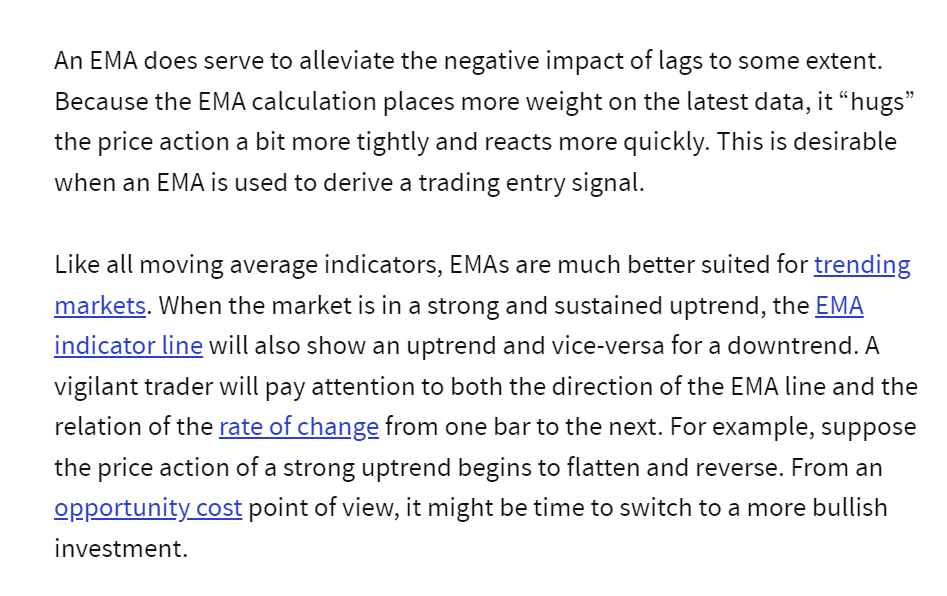 An EMA does serve to alleviate the negative impact of lags to some extent.
Because the EMA calculation places more weight on the latest data, it “hugs”
the price action a bit more tightly and reacts more quickly. This is desirable
when an EMA is used to derive a trading entry signal.
Like all moving average indicators, EMAs are much better suited for trending
markets. When the market is in a strong and sustained uptrend, the EMA
indicator line will also show an uptrend and vice-versa for a downtrend. A
vigilant trader will pay attention to both the direction of the EMA line and the
relation of the rate of change from one bar to the next. For example, suppose
the price action of a strong uptrend begins to flatten and reverse. From an
opportunity cost point of view, it might be time to switch to a more bullish
investment.